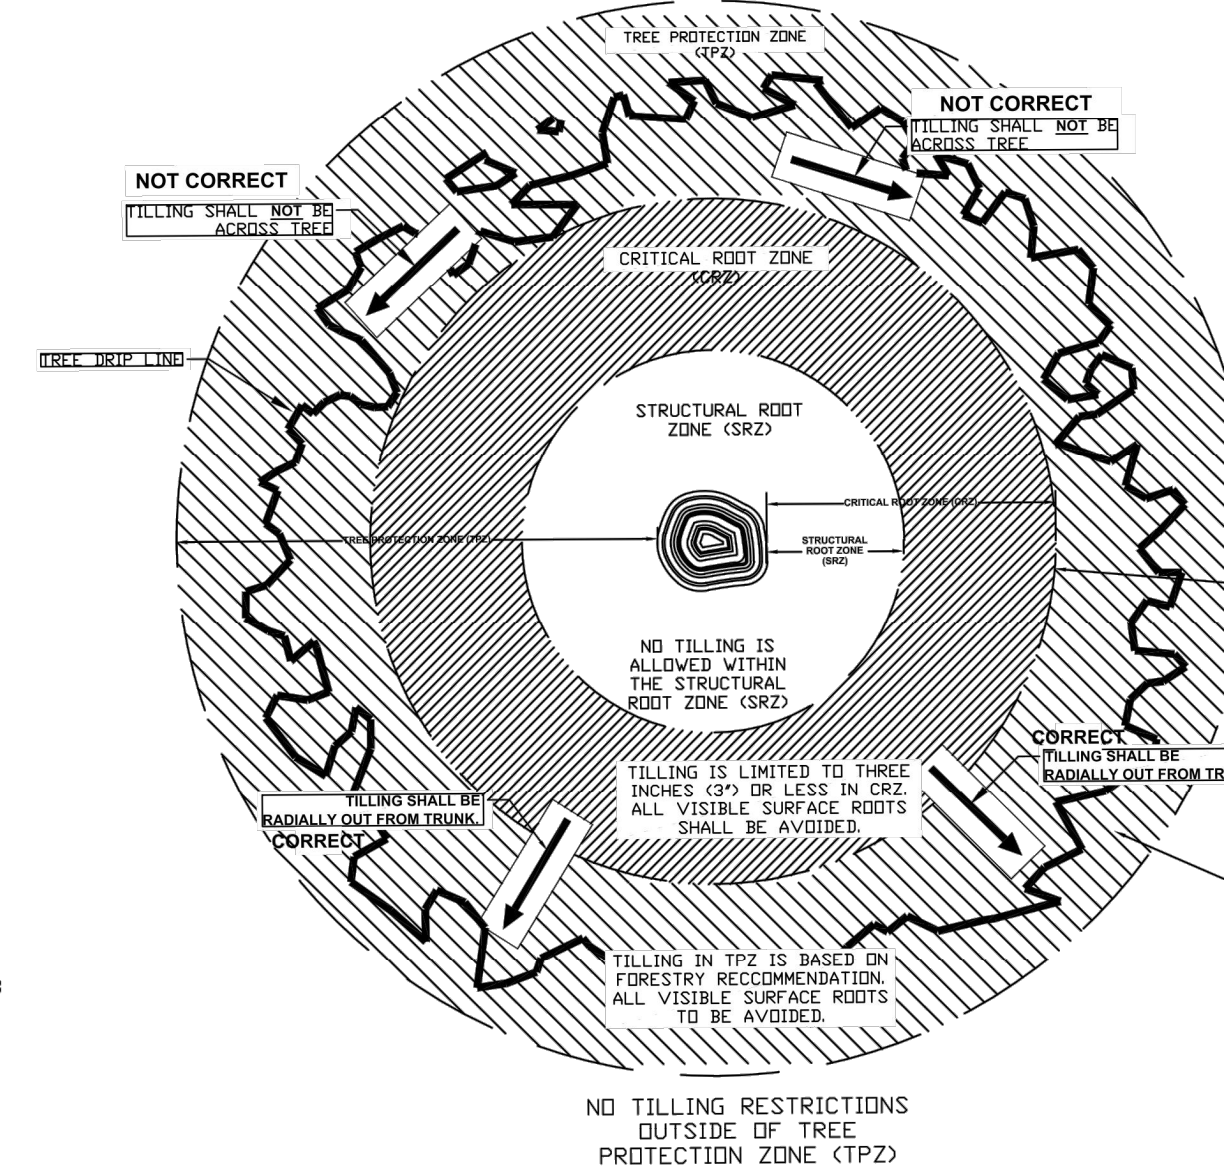 TREE PROTECTION ZONE
(TPZ)
NOT CORRECT
TILLING SHALL NOT BE
ACROSS TREE
NOT CORRECT
TILLING SHALL NOT BE
ACROSS TREE
CRITICAL ROOT ZONE
(CRZ)
TREE DRIP LINE
STRUCTURAL ROOT
ZONE (SRZ)
CRITICAL ROOT ZONE (CRZ)
TREE PROTECTION ZONE (TPZ)
STRUCTURAL
ROOT ZONE
(SRZ)
NO TILLING IS
ALLOWED WITHIN
THE STRUCTURAL
ROOT ZONE (SRZ)
CORRECT
TILLING SHALL BE
RADIALLY OUT FROM TR
TILLING IS LIMITED TO THREE
INCHES (3") OR LESS IN CRZ.
ALL VISIBLE SURFACE ROOTS
SHALL BE AVOIDED.
TILLING SHALL BE
RADIALLY OUT FROM TRUNK.
CORRECT
TILLING IN TPZ IS BASED ON
FORESTRY RECCOMMENDATION.
ALL VISIBLE SURFACE ROOTS
TO BE AVOIDED.
NO TILLING RESTRICTIONS
OUTSIDE OF TREE
PROTECTION ZONE (TPZ)